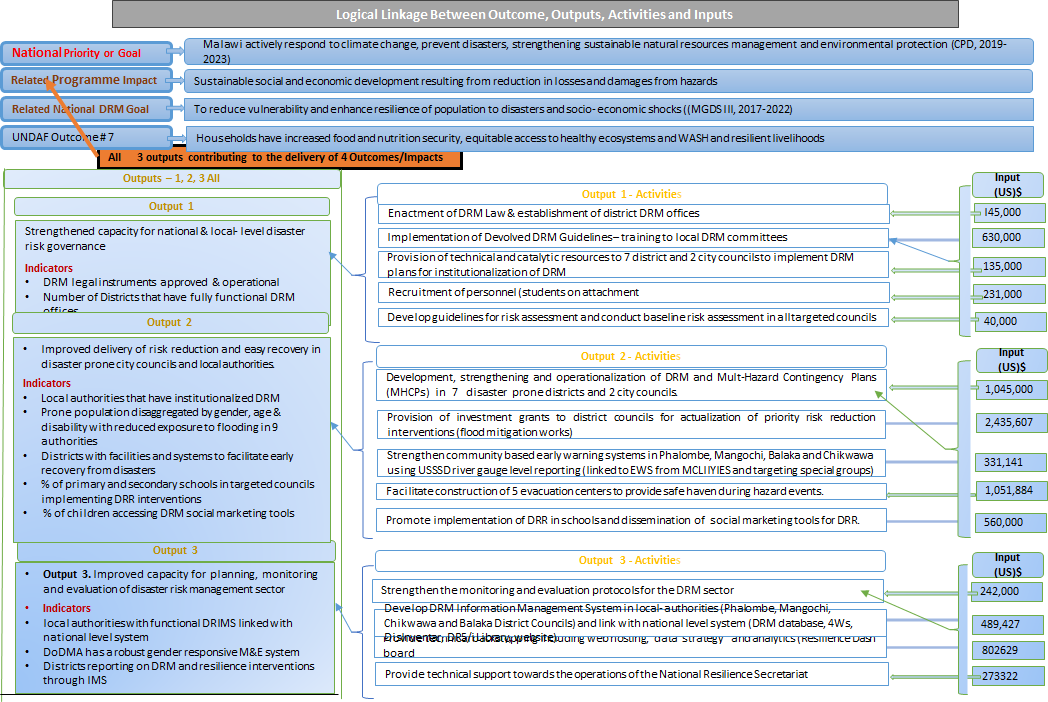 Logical Linkage Between Outcome, Outputs, Activities and Inputs
National Priority or Goal
Malawi actively respond to climate change, prevent disasters, strengthening sustainable natural resources management and environmental protection (CPD, 2019-
2023)
Related Programme Impact
Sustainable social and economic development resulting from reduction in losses and damages from hazards
Related National DRM Goal
To reduce vulnerability and enhance resilience of population to disasters and socio- economic shocks ((MGDS III, 2017-2022)
UNDAF Outcome# 7
Households have increased food and nutrition security, equitable access to healthy ecosystems and WASH and resilient livelihoods
All 3 outputs contributing to the delivery of 4 Outcomes/Impacts
Outputs – 1, 2, 3 All
Output 1
Strengthened capacity for national & local- level disaster
risk governance
Indicators
• DRM legal instruments approved & operational
• Number of Districts that have fully functional DRM
offices
Output 2
• Improved delivery of risk reduction and easy recovery in
disaster prone city councils and local authorities.
Indicators
• Local authorities that have institutionalized DRM
• Prone population disaggregated by gender, age &
disability with reduced exposure to flooding in 9
authorities
• Districts with facilities and systems to facilitate early
recovery from disasters
• % of primary and secondary schools in targeted councils
implementing DRR interventions
• % of children accessing DRM social marketing tools
Output 3
• Output 3. Improved capacity for planning, monitoring
and evaluation of disaster risk management sector
• Indicators
• local authorities with functional DRIMS linked with
national level system
• DoDMA has a robust gender responsive M&E system
• Districts reporting on DRM and resilience interventions
through IMS
Output 1 - Activities
Enactment of DRM Law & establishment of district DRM offices
Implementation of Devolved DRM Guidelines– training to local DRM committees
Provision of technical and catalytic resources to 7 district and 2 city councils to implement DRM
plans for institutionalization of DRM
Recruitment of personnel (students on attachment
Develop guidelines for risk assessment and conduct baseline risk assessment in all targeted councils
Input
(US)$
I45,000
630,000
135,000
231,000
40,000
Output 2 - Activities
Development, strengthening and operationalization of DRM and Mult-Hazard Contingency Plans
(MHCPs) in 7 disaster prone districts and 2 city councils.
Provision of investment grants to district councils for actualization of priority risk reduction
interventions (flood mitigation works)
Strengthen community based early warning systems in Phalombe, Mangochi, Balaka and Chikwawa
using USSSD river gauge level reporting (linked to EWS from MCLIIYIES and targeting special groups)
Facilitate construction of 5 evacuation centers to provide safe haven during hazard events.
Promote implementation of DRR in schools and dissemination of social marketing tools for DRR.
Input
(US)$
1,045,000
2,435,607
331,141
1,051,884
560,000
Output 3 - Activities
Strengthen the monitoring and evaluation protocols for the DRM sector
Develop DRM Information Management System in local- authorities (Phalombe, Mangochi,
Chikwawa and Balaka District Councils) and link with national level system (DRM database, 4Ws,
Provide technical including web hosting, data strategy and analytics (Resilience Dash
board
Provide technical support towards the operations of the National Resilience Secretariat
Input
(US)$
242,000
489,427
802629
273322